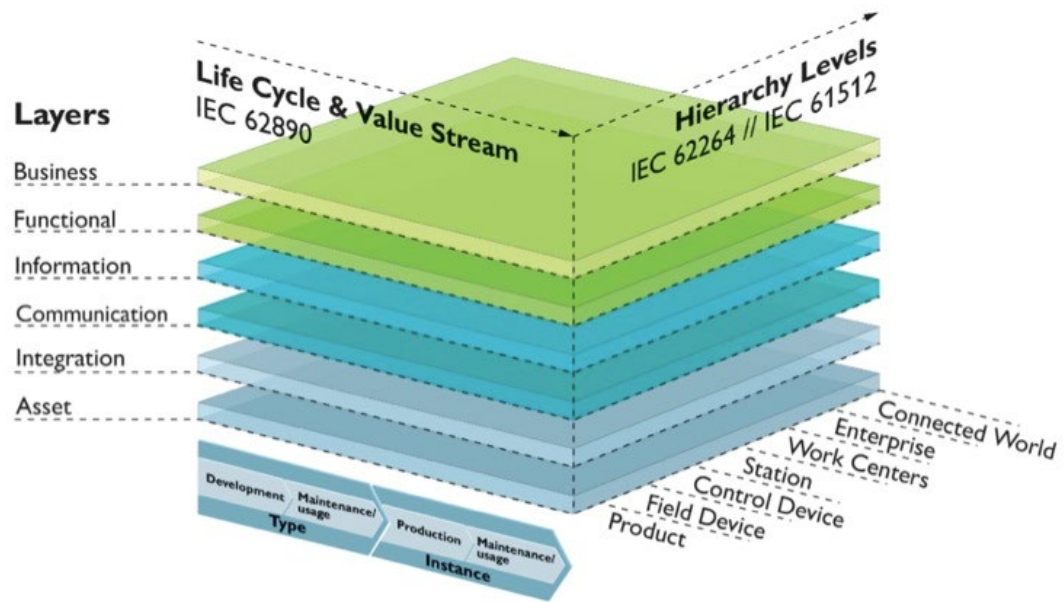 Life Cycle & Value Stream
IEC 62890
Hierarchy Levels
IEC 62264 // IEC 61512
Layers
Business
Functional
Information
Communication
Integration
Asset
Development
Maintenance/
usage
Type
Production
Maintenance/
usage
Instance
Connected World
Enterprise
Work Centers
Station
Control Device
Field Device
Product